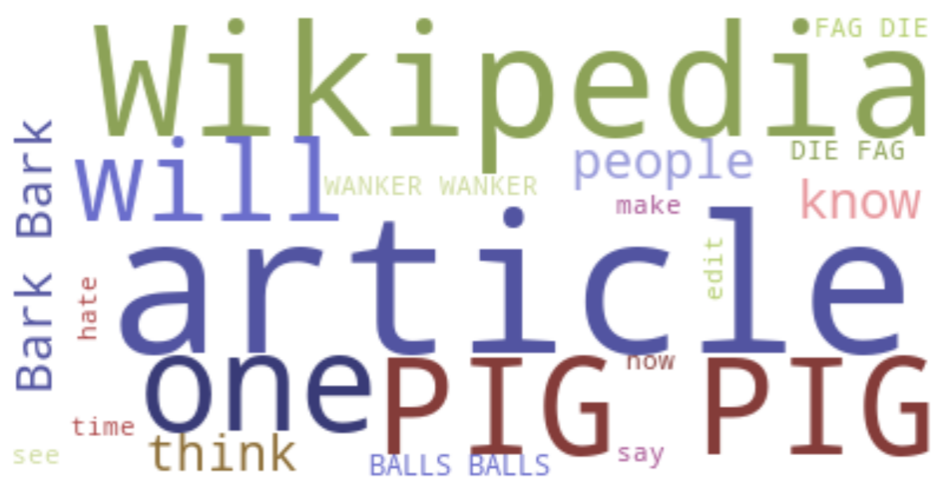 Wikipedia
FAG DIE
Bark Bark
will
people
DIE FAG
WANKER WANKER
know
make
article
edit
hate
one
PIG PIG
now
time
think
see
BALLS BALLS
say